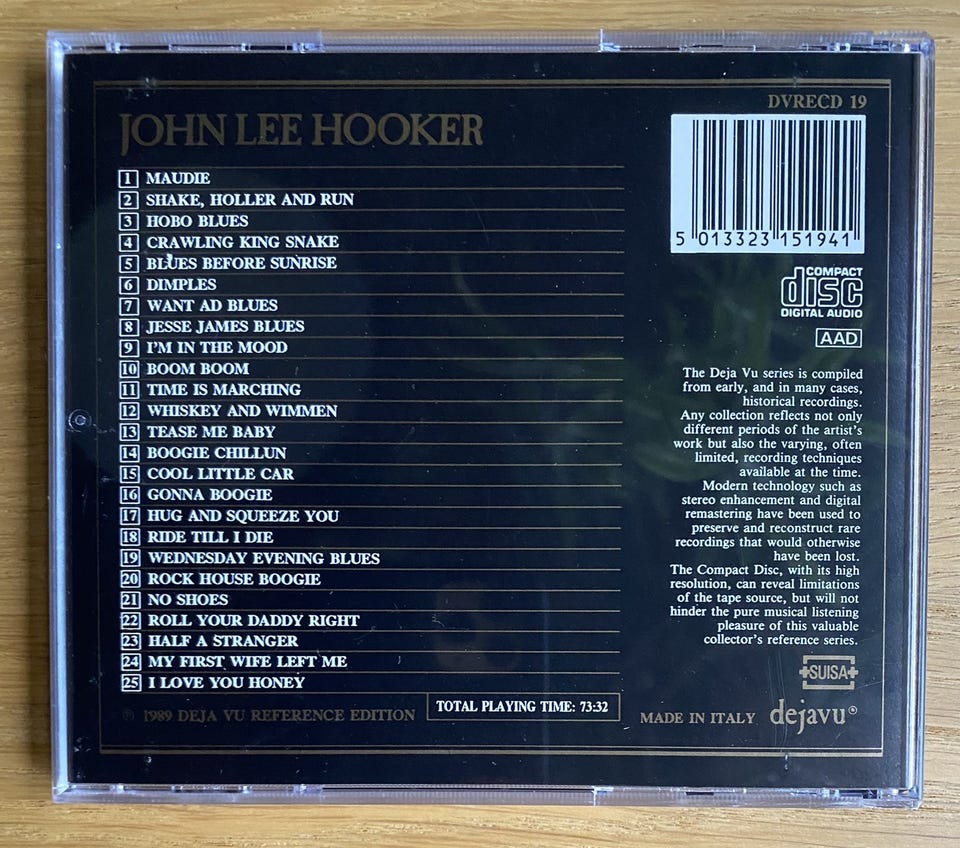 DVRECD 19
JOHN LEE HOOKER
1 MAUDIE
2 SHAKE, HOLLER AND RUN
3 HOBO BLUES
4 CRAWLING KING SNAKE
5 BLUES BEFORE SUNRISE
6 DIMPLES
7 WANT AD BLUES
8 JESSE JAMES BLUES
9 I'M IN THE MOOD
10 BOOM BOOM
11 TIME IS MARCHING
12 WHISKEY AND WIMMEN
13 TEASE ME BABY
14 BOOGIE CHILLUN
15 COOL LITTLE CAR
16 GONNA BOOGIE
17 HUG AND SQUEEZE YOU
18 RIDE TILL I DIE
19 WEDNESDAY EVENING BLUES
20 ROCK HOUSE BOOGIE
21 NO SHOES
22 ROLL YOUR DADDY RIGHT
23 HALF A STRANGER
24 MY FIRST WIFE LEFT ME
25 I LOVE YOU HONEY
℗ 1989 DEJA VU REFERENCE EDITION
TOTAL PLAYING TIME: 73:32
5 013323 151941
COMPACT
disc
DIGITAL AUDIO
AAD
The Deja Vu series is compiled
from early, and in many cases,
historical recordings.
Any collection reflects not only
different periods of the artist's
work but also the varying, often
limited, recording techniques
available at the time.
Modern technology such as
stereo enhancement and digital
remastering have been used to
preserve and reconstruct rare
recordings that would otherwise
have been lost.
The Compact Disc, with its high
resolution, can reveal limitations
of the tape source, but will not
hinder the pure musical listening
pleasure of this valuable
collector's reference series.
SUISA
MADE IN ITALY dejavu®